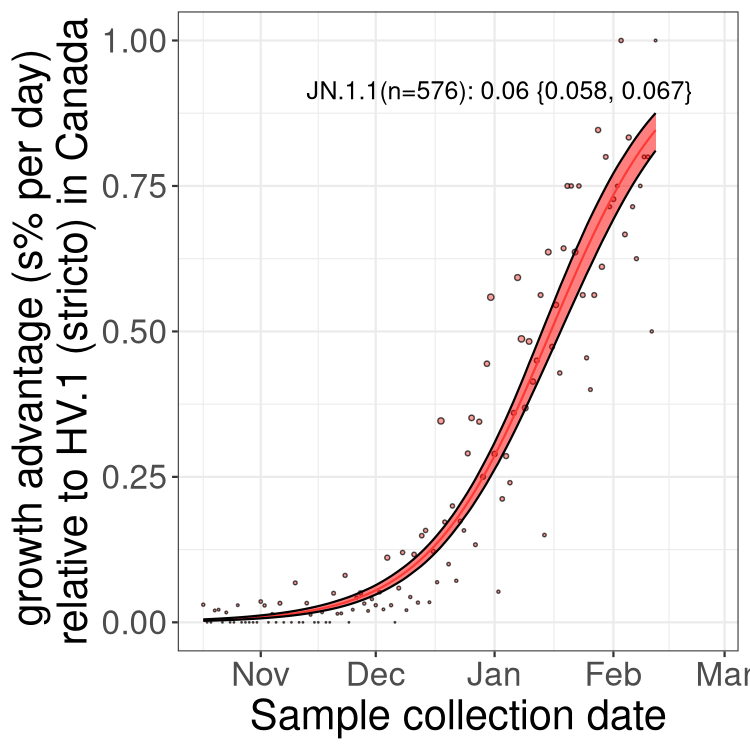 growth advantage (s% per day)
relative to HV.1 (stricto) in Canada
1.00
0.75
0.50
0.25
0.00
JN.1.1(n=576): 0.06 {0.058, 0.067}
Nov Dec Jan Feb Mar
Sample collection date